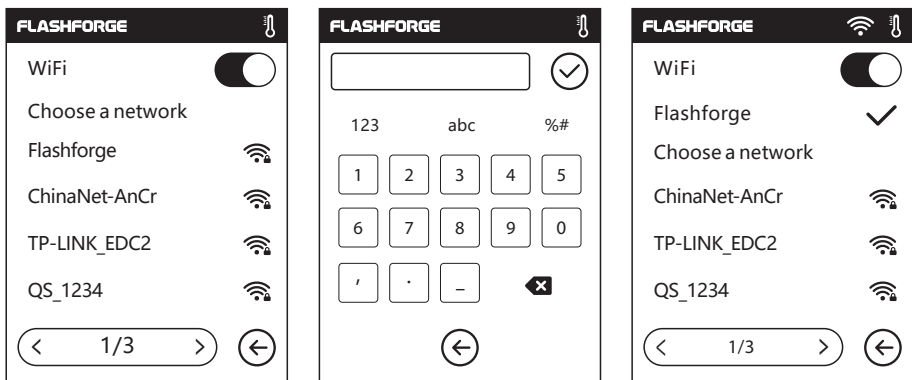 FLASHFORGE
WiFi
Choose a network
Flashforge
ChinaNet-AnCr
TP-LINK_EDC2
QS_1234
< 1/3 >
FLASHFORGE
123 abc %#
1 2 3 4 5
6 7 8 9 0
, . _
FLASHFORGE
WiFi
Flashforge
Choose a network
ChinaNet-AnCr
TP-LINK_EDC2
QS_1234
< 1/3 >